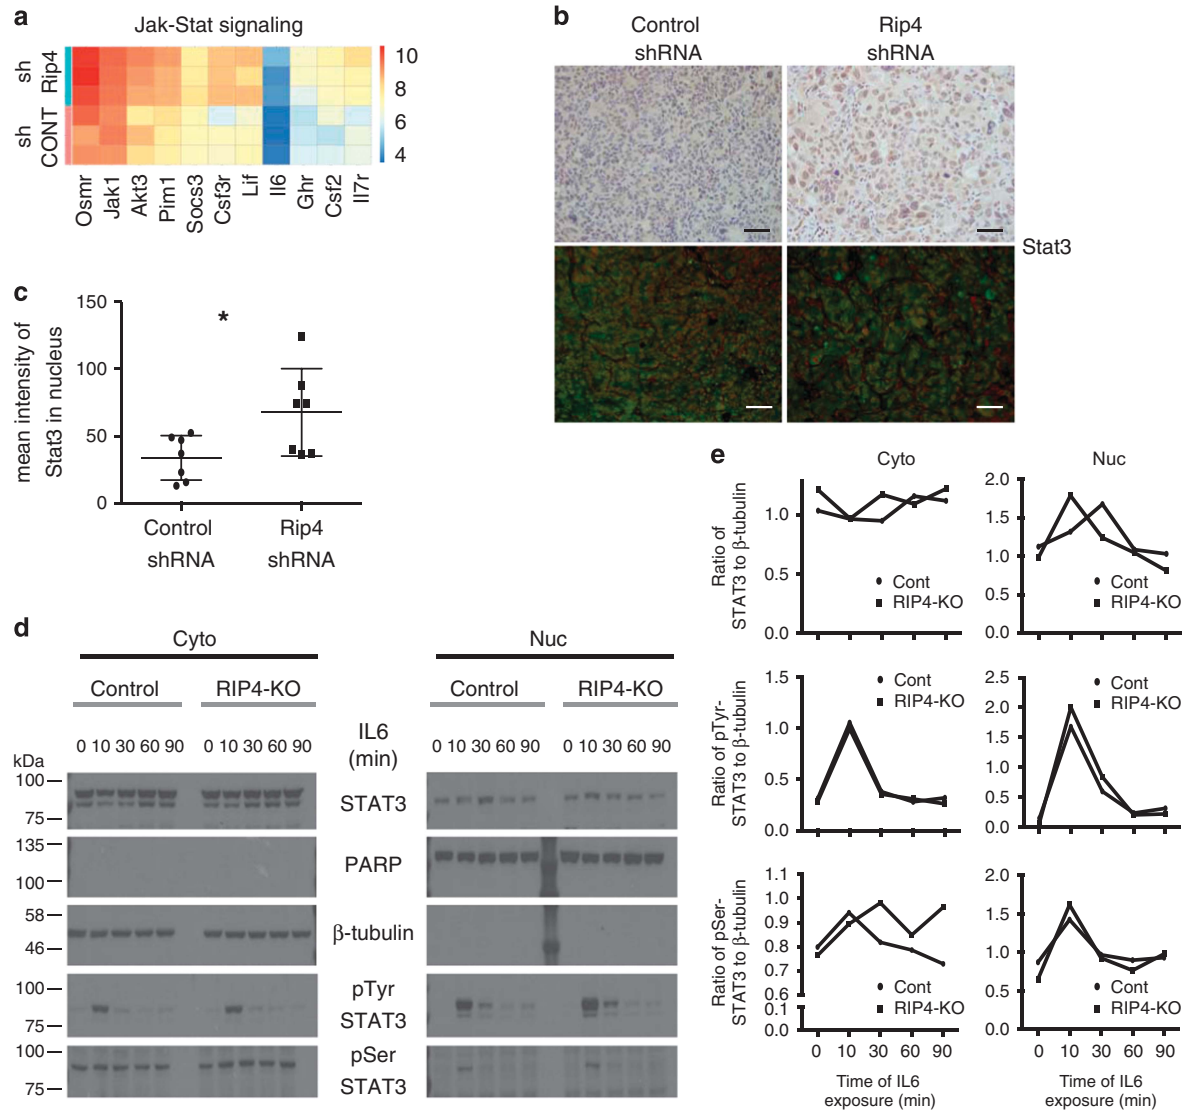 a
Jak-Stat signaling
sh
Rip4
sh
CONT
10
8
6
4
Osmr
Jak1
Akt3
Pim1
Socs3
Csf3r
Lif
Il6
Ghr
Csf2
Il7r
b
Control
shRNA
Rip4
shRNA
Stat3
c
mean intensity of
Stat3 in nucleus
150
100
50
0
*
Control
shRNA
Rip4
shRNA
d
Cyto
Nuc
Control
RIP4-KO
Control
RIP4-KO
0 10 30 60 90
0 10 30 60 90
IL6
(min)
0 10 30 60 90
0 10 30 60 90
kDa
100
75
STAT3
135
100
PARP
58
46
β-tubulin
100
75
pTyr
STAT3
100
75
pSer
STAT3
e
Cyto
Nuc
Ratio of
STAT3 to β-tubulin
1.0
0.5
0.0
Cont
RIP4-KO
2.0
1.5
1.0
0.5
0.0
Cont
RIP4-KO
Ratio of pTyr-
STAT3 to β-tubulin
1.5
1.0
0.5
0.0
Cont
RIP4-KO
2.5
2.0
1.5
1.0
0.5
0.0
Cont
RIP4-KO
Ratio of pSer-
STAT3 to β-tubulin
1.1
1.0
0.9
0.8
0.7
0.6
0.1
0.0
Cont
RIP4-KO
0 10 30 60 90
Time of IL6
exposure (min)
2.0
1.5
1.0
0.5
0.0
Cont
RIP4-KO
0 10 30 60 90
Time of IL6
exposure (min)